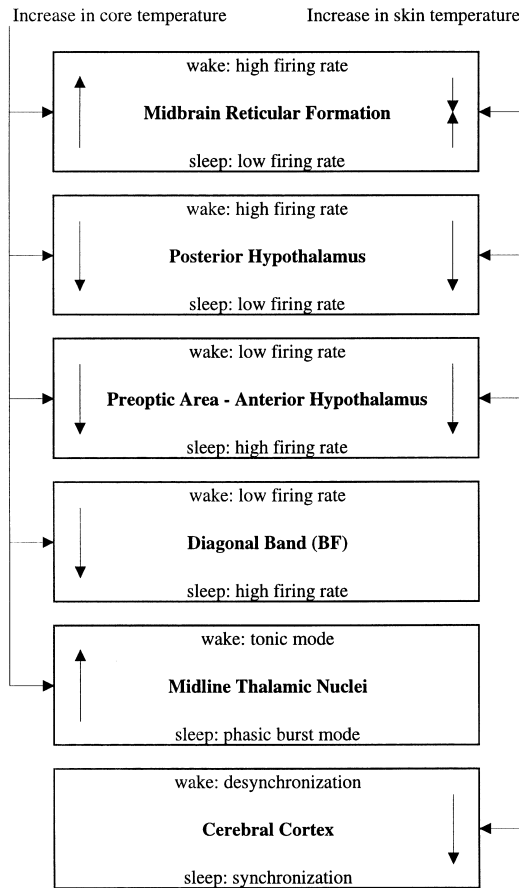 Increase in core temperature
Increase in skin temperature
wake: high firing rate
Midbrain Reticular Formation
sleep: low firing rate
wake: high firing rate
Posterior Hypothalamus
sleep: low firing rate
wake: low firing rate
Preoptic Area - Anterior Hypothalamus
sleep: high firing rate
wake: low firing rate
Diagonal Band (BF)
sleep: high firing rate
wake: tonic mode
Midline Thalamic Nuclei
sleep: phasic burst mode
wake: desynchronization
Cerebral Cortex
sleep: synchronization